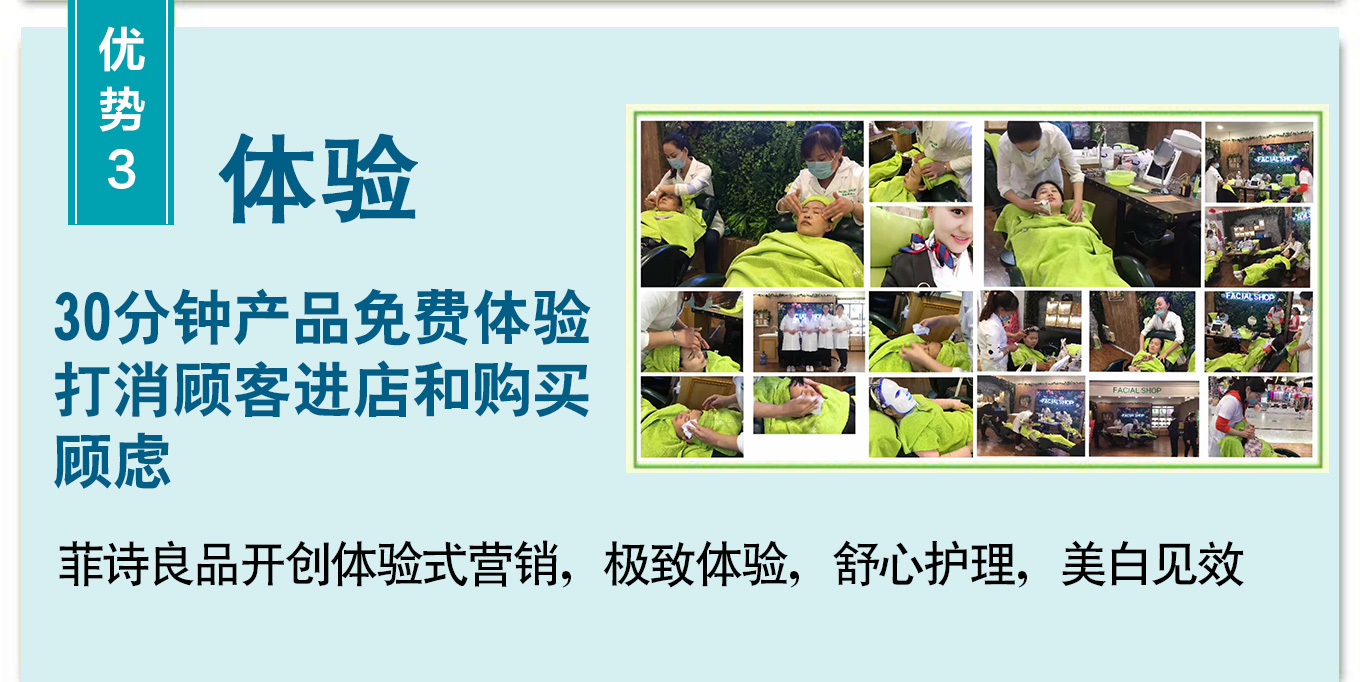 优势3
体验
30分钟产品免费体验
打消顾客进店和购买
顾虑
菲诗良品开创体验式营销，极致体验，舒心护理，美白见效
FACIAL SHOP
FACIAL SHOP
FACIAL SHOP
FACIAL SHOP